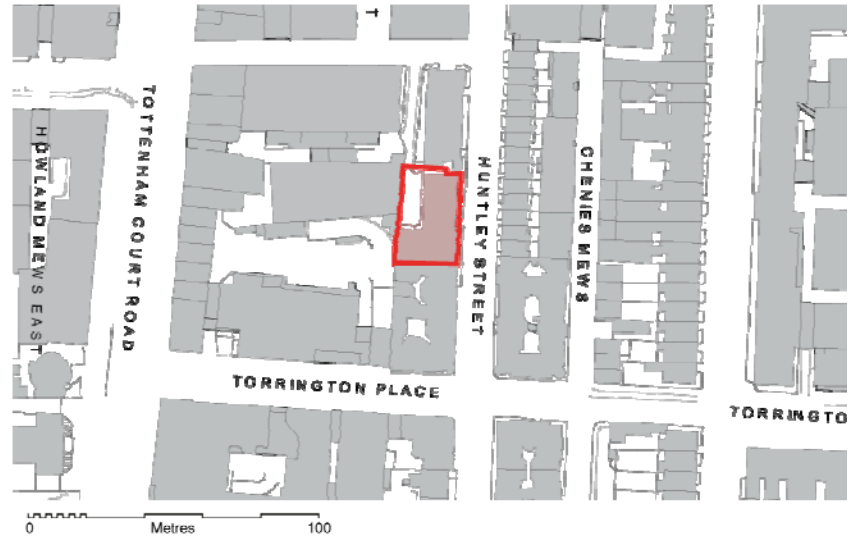 T
TOTTENHAM COURT ROAD
HOWLAND MEWS EAST
HUNTLEY STREET
CHENIES MEWS
TORRINGTON PLACE
TORRINGTO
0 Metres 100